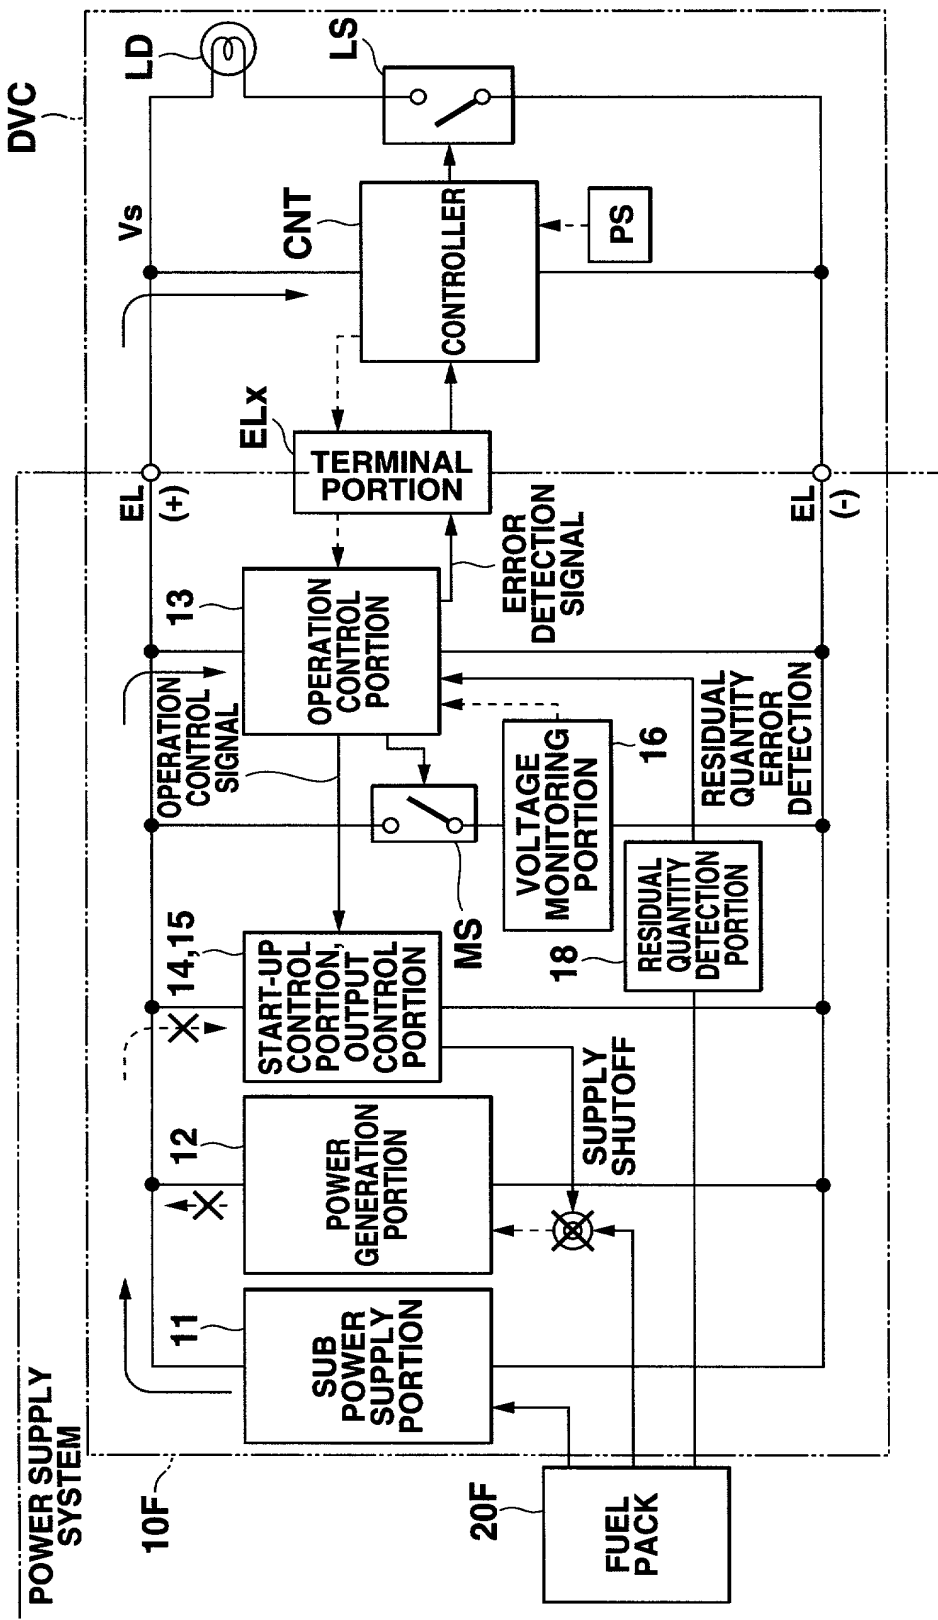 POWER SUPPLY
SYSTEM
DVC
10F
11
12
14,15
13
EL
(+)
Vs
LD
OPERATION
CONTROL
SIGNAL
ELx
CNT
LS
SUB
POWER
SUPPLY
PORTION
POWER
GENERATION
PORTION
START-UP
CONTROL
PORTION,
OUTPUT
CONTROL
PORTION
OPERATION
CONTROL
PORTION
TERMINAL
PORTION
CONTROLLER
MS
ERROR
DETECTION
SIGNAL
20F
SUPPLY
SHUTOFF
18
VOLTAGE
MONITORING
PORTION
16
PS
FUEL
PACK
RESIDUAL
QUANTITY
DETECTION
PORTION
RESIDUAL
QUANTITY
ERROR
DETECTION
EL
(-)